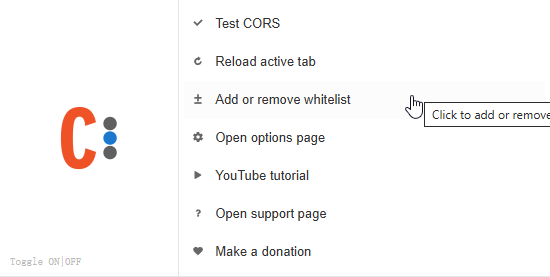 Test CORS
Reload active tab
Add or remove whitelist
Click to add or remove
Open options page
YouTube tutorial
? Open support page
Make a donation
C:
Toggle ON|OFF